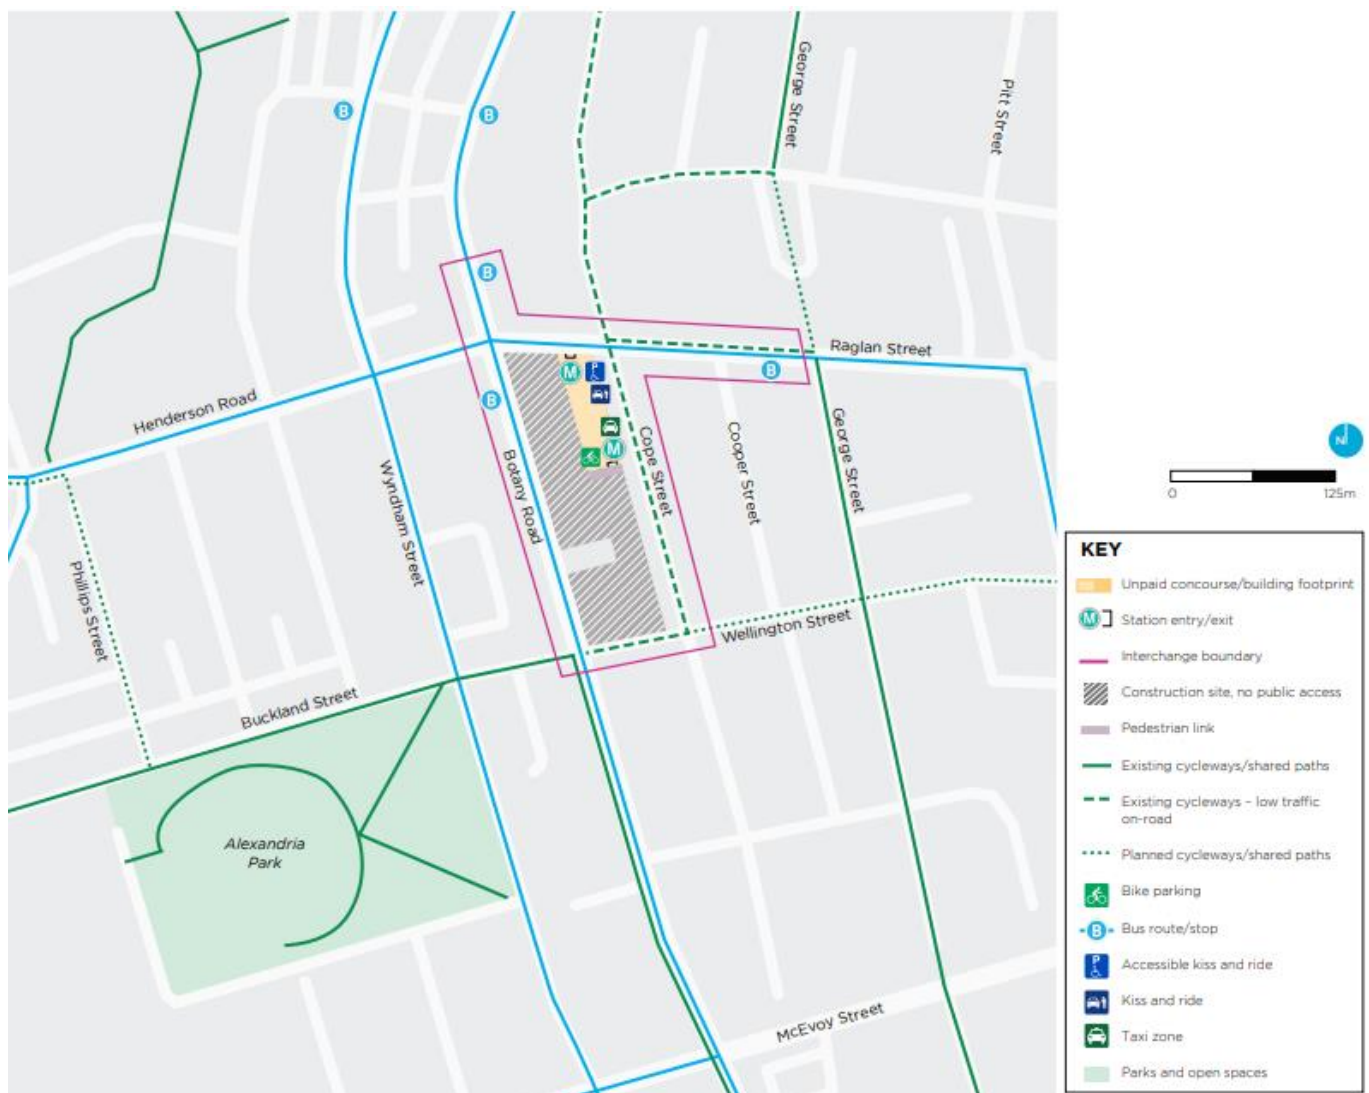 George Street
Pitt Street
B
B
B
Raglan Street
M
P
B
B
Henderson Road
M
Botany Road
Cope Street
Cooper Street
George Street
Wyndham Street
Phillips Street
Wellington Street
Buckland Street
Alexandria
Park
McEvoy Street
N
0
125m
KEY
Unpaid concourse/building footprint
M Station entry/exit
Interchange boundary
Construction site, no public access
Pedestrian link
Existing cycleways/shared paths
Existing cycleways – low traffic
on-road
Planned cycleways/shared paths
Bike parking
B Bus route/stop
P Accessible kiss and ride
Kiss and ride
Taxi zone
Parks and open spaces